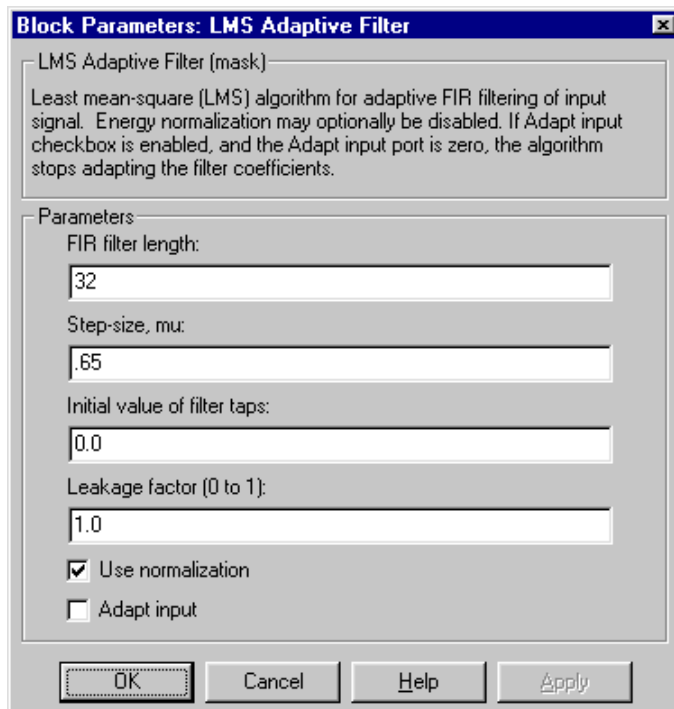 Block Parameters: LMS Adaptive Filter
LMS Adaptive Filter (mask)
Least mean-square (LMS) algorithm for adaptive FIR filtering of input
signal.  Energy normalization may optionally be disabled. If Adapt input
checkbox is enabled, and the Adapt input port is zero, the algorithm
stops adapting the filter coefficients.
Parameters
FIR filter length:
32
Step-size, mu:
.65
Initial value of filter taps:
0.0
Leakage factor (0 to 1):
1.0
Use normalization
Adapt input
OK Cancel Help Apply